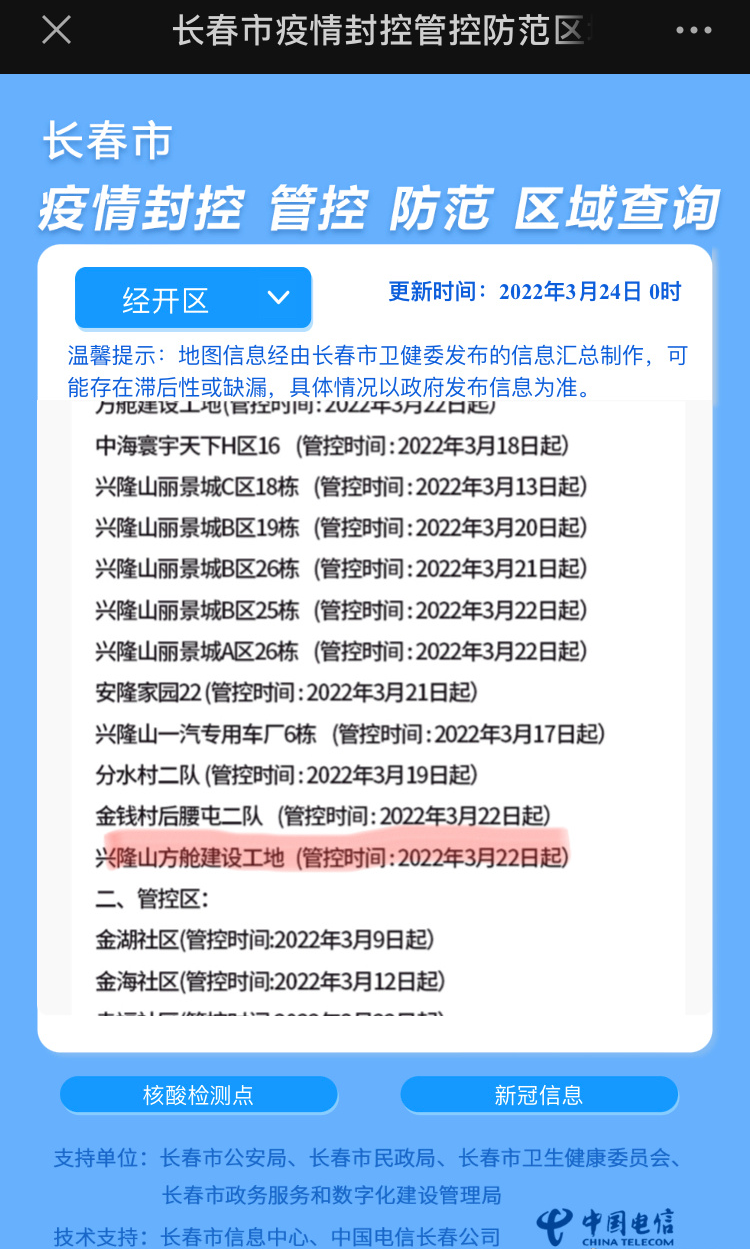 长春市疫情封控管控防范区
长春市
疫情封控 管控 防范 区域查询
经开区
更新时间：2022年3月24日 0时
温馨提示：地图信息经由长春市卫健委发布的信息汇总制作，可
能存在滞后性或缺漏，具体情况以政府发布信息为准。
方舱建设工地(管控时间:2022年3月22日起)
中海寰宇天下H区16 (管控时间:2022年3月18日起)
兴隆山丽景城C区18栋 (管控时间:2022年3月13日起)
兴隆山丽景城B区19栋 (管控时间:2022年3月20日起)
兴隆山丽景城B区26栋 (管控时间:2022年3月21日起)
兴隆山丽景城B区25栋 (管控时间:2022年3月22日起)
兴隆山丽景城A区26栋 (管控时间:2022年3月22日起)
安隆家园22 (管控时间:2022年3月21日起)
兴隆山一汽专用车厂6栋 (管控时间:2022年3月17日起)
分水村二队 (管控时间:2022年3月19日起)
金钱村后腰屯二队 (管控时间:2022年3月22日起)
兴隆山方舱建设工地 (管控时间:2022年3月22日起)
二、管控区：
金湖社区(管控时间:2022年3月9日起)
金海社区(管控时间:2022年3月12日起)
核酸检测点
新冠信息
支持单位：长春市公安局、长春市民政局、长春市卫生健康委员会、
长春市政务服务和数字化建设管理局
技术支持：长春市信息中心、中国电信长春公司
中国电信
CHINA TELECOM